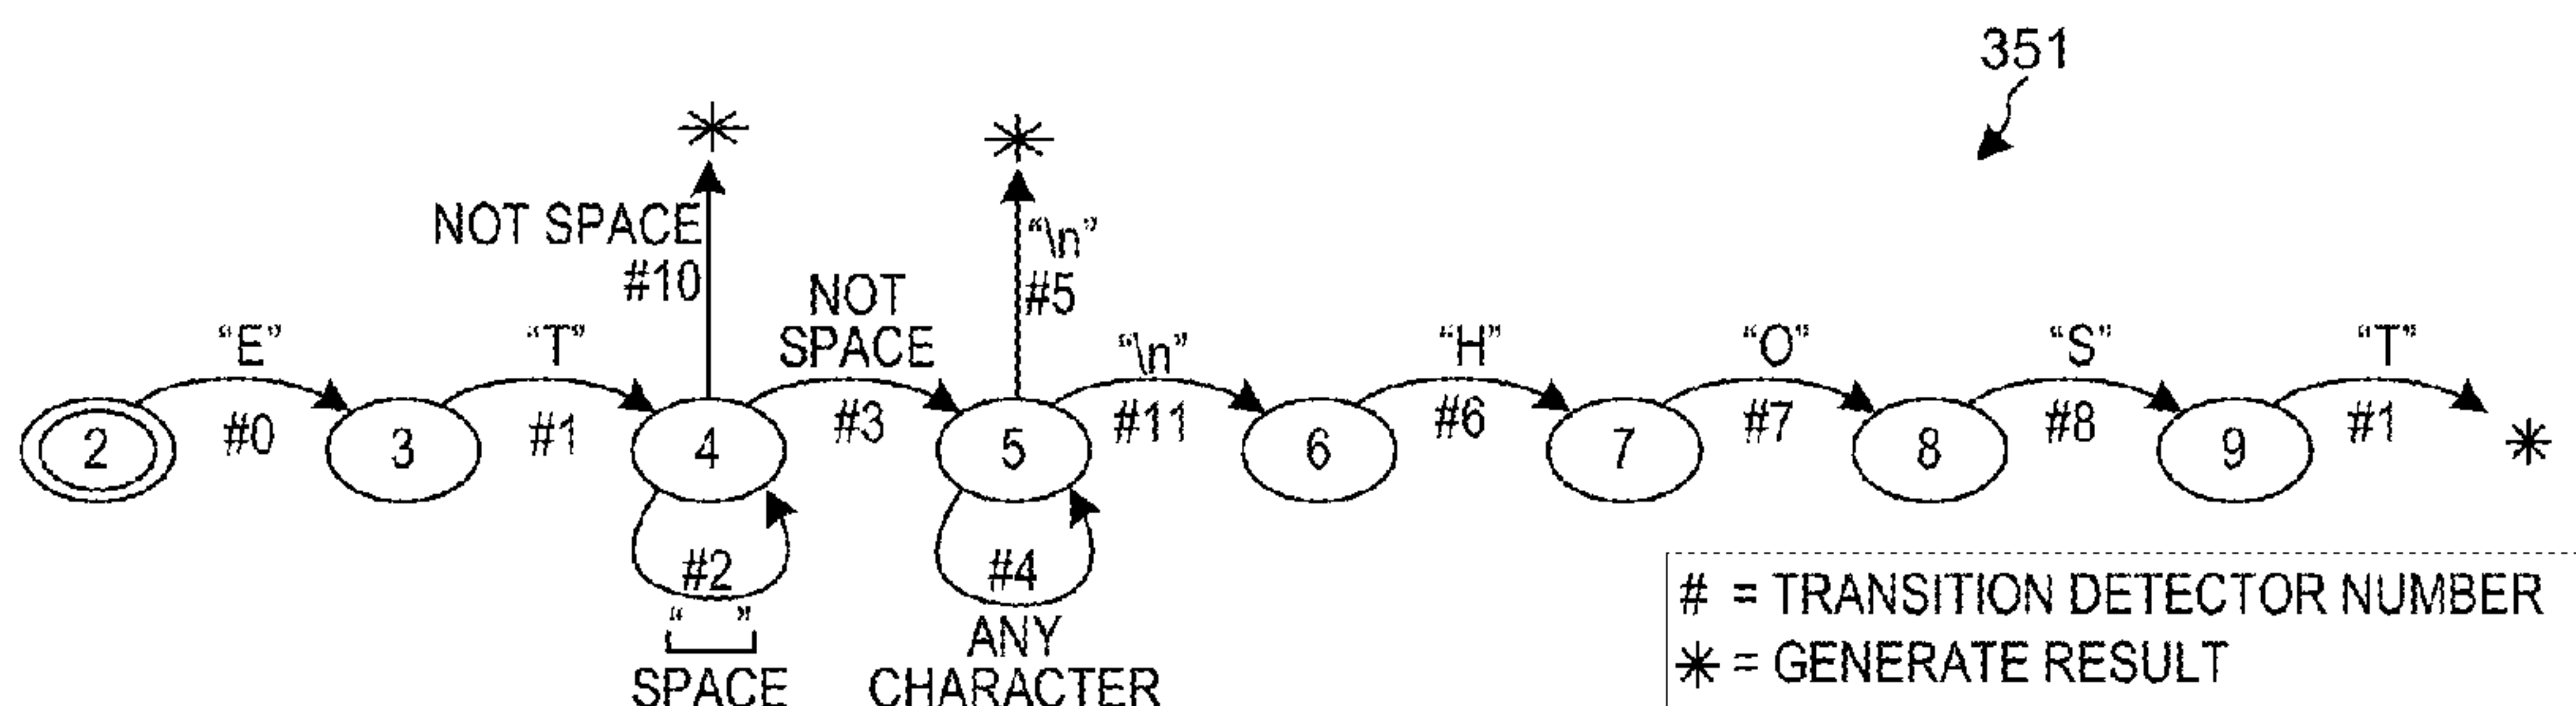 351
NOT SPACE
#10
“\n”
#5
NOT
SPACE
“E” “T” “\n” “H” “O” “S” “T”
#0 #1 #3 #11 #6 #7 #8 #1
2 3 4 5 6 7 8 9
#2 #4
“ ”
SPACE
ANY
CHARACTER
# = TRANSITION DETECTOR NUMBER
* = GENERATE RESULT